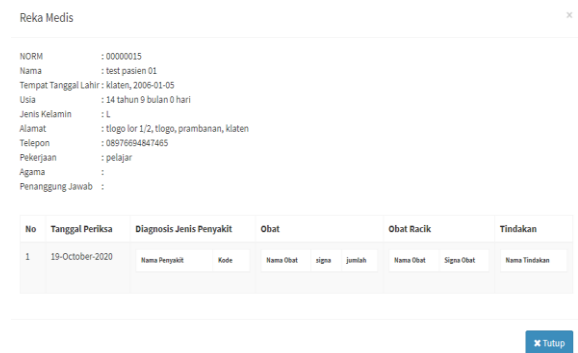 Reka Medis ×
NORM : 00000015
Nama : test pasien 01
Tempat Tanggal Lahir : klaten, 2006-01-05
Usia : 14 tahun 9 bulan 0 hari
Jenis Kelamin : L
Alamat : tlogo lor 1/2, tlogo, prambanan, klaten
Telepon : 08976694847465
Pekerjaan : pelajar
Agama :
Penanggung Jawab :
No Tanggal Periksa Diagnosis Jenis Penyakit Obat Obat Racik Tindakan
1 19-October-2020 Nama Penyakit Kode Nama Obat signa jumlah Nama Obat Signa Obat Nama Tindakan
✖ Tutup